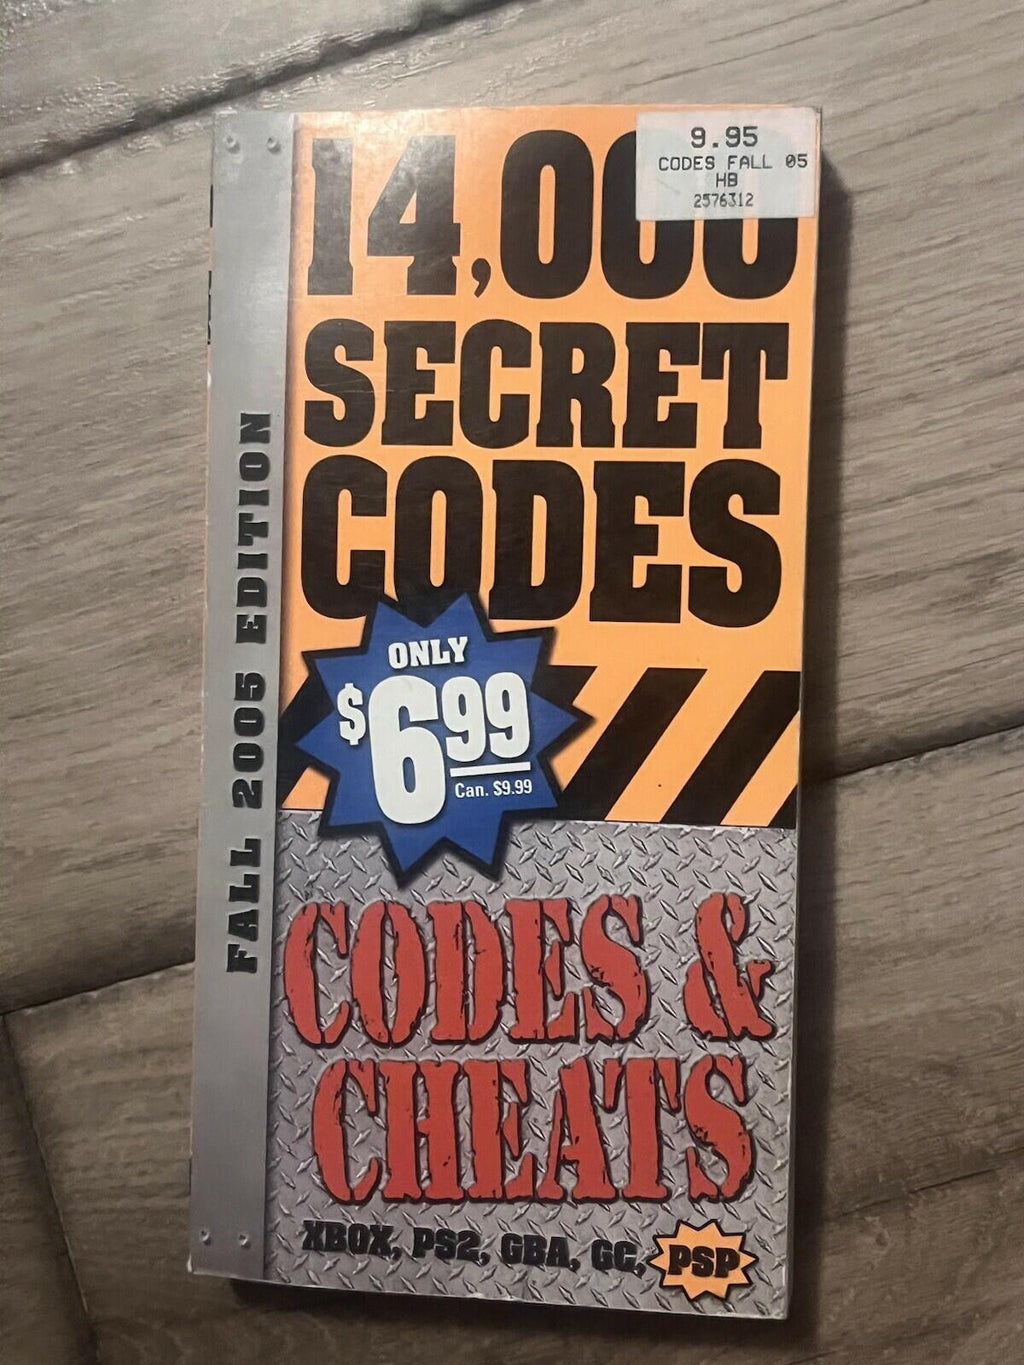 9.95
CODES FALL 05
HB
2576312
14,000
SECRET
CODES
FALL 2005 EDITION
ONLY
$6.99
Can. $9.99
CODES &
CHEATS
XBOX, PS2, GBA, GC, PSP